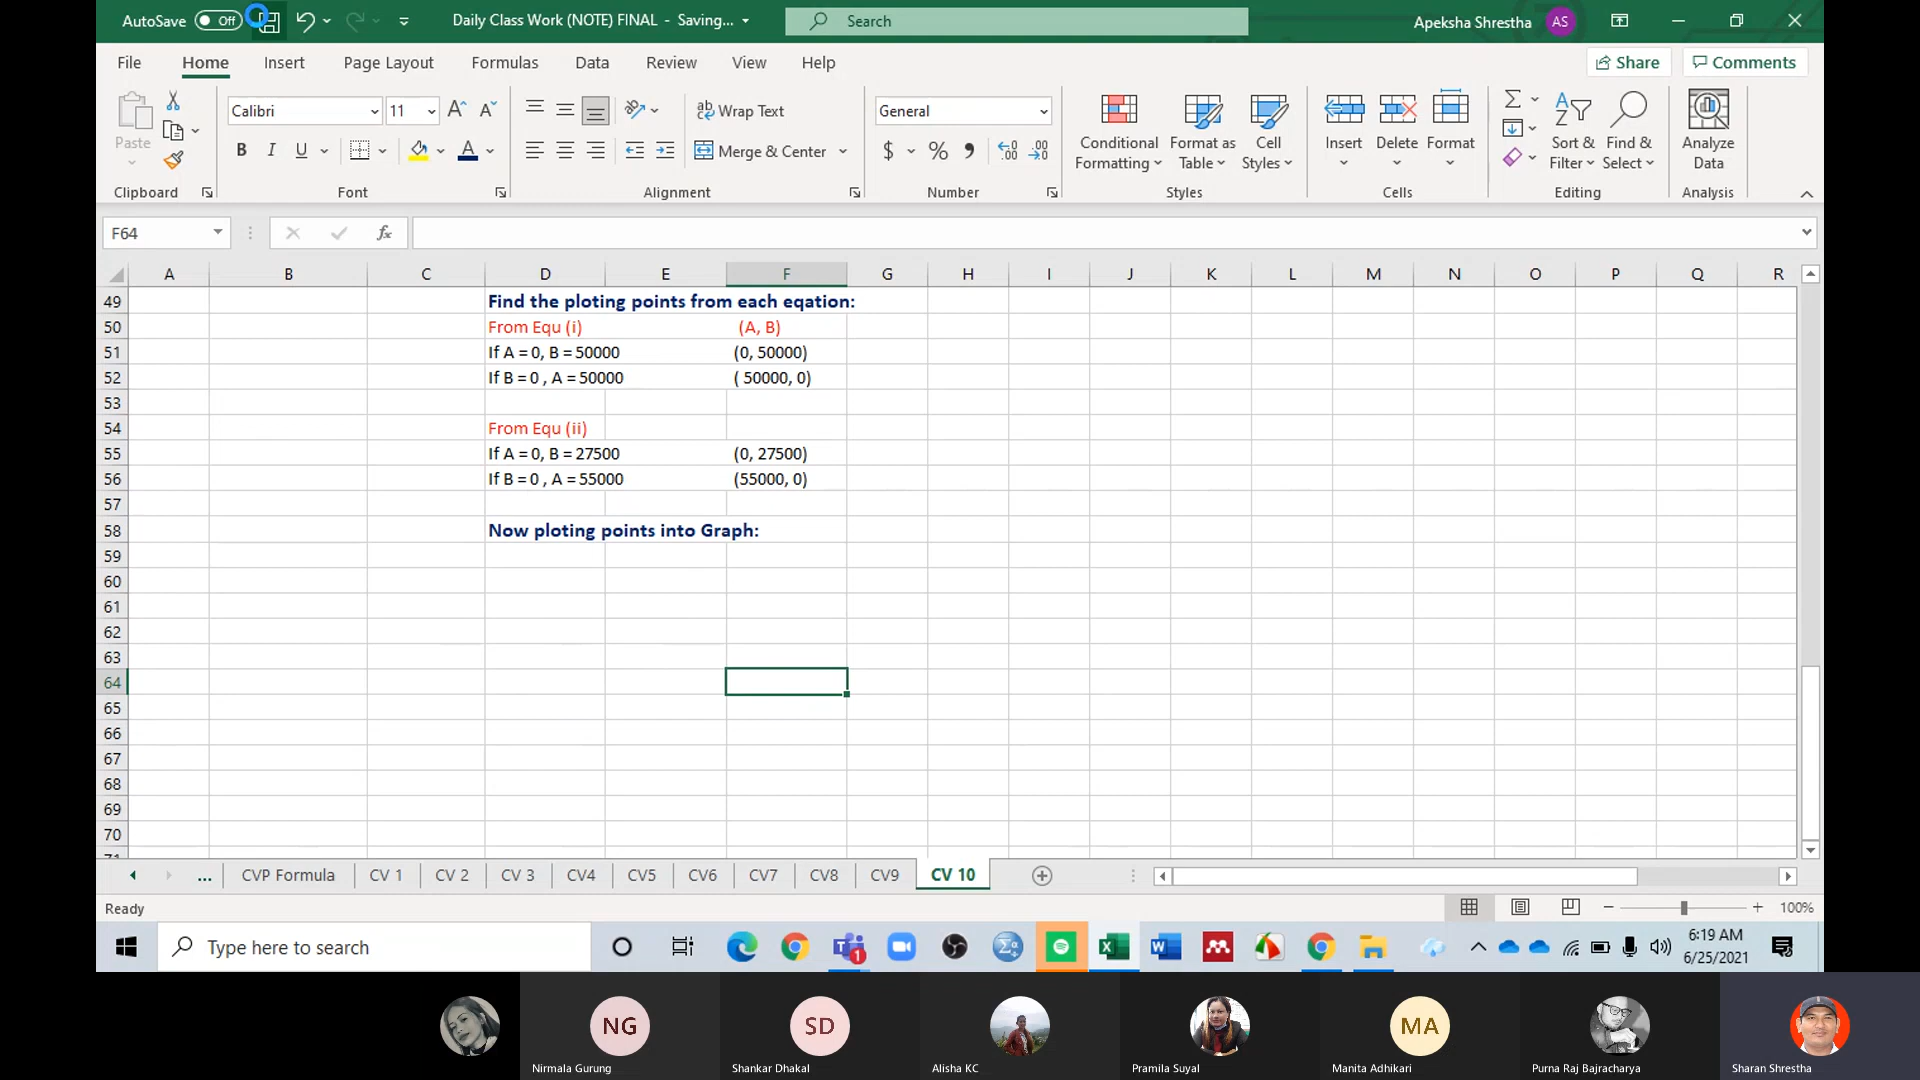 AutoSave Off Daily Class Work (NOTE) FINAL - Saving... Search Apeksha Shrestha AS
File Home Insert Page Layout Formulas Data Review View Help Share Comments
Calibri 11 Wrap Text General
Paste B I U Merge & Center $ % Conditional Formatting Format as Table Cell Styles Insert Delete Format Sort & Filter Find & Select Analyze Data
Clipboard Font Alignment Number Styles Cells Editing Analysis
F64 fx
A B C D E F G H I J K L M N O P Q R
49 Find the ploting points from each eqation:
50 From Equ (i) (A, B)
51 If A = 0, B = 50000 (0, 50000)
52 If B = 0 , A = 50000 ( 50000, 0)
53
54 From Equ (ii)
55 If A = 0, B = 27500 (0, 27500)
56 If B = 0 , A = 55000 (55000, 0)
57
58 Now ploting points into Graph:
59
60
61
62
63
64
65
66
67
68
69
70
71
... CVP Formula CV 1 CV 2 CV 3 CV4 CV5 CV6 CV7 CV8 CV9 CV 10
Ready 100%
Type here to search 1 6:19 AM
6/25/2021
NG SD MA
Nirmala Gurung Shankar Dhakal Alisha KC Pramila Suyal Manita Adhikari Purna Raj Bajracharya Sharan Shrestha